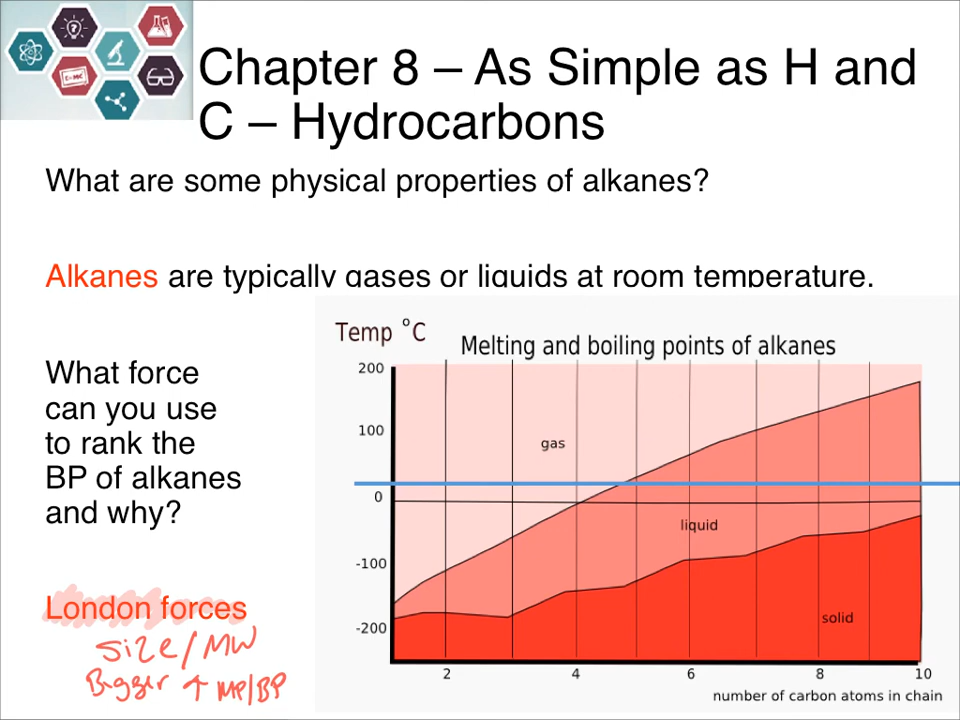 Chapter 8 – As Simple as H and
C – Hydrocarbons
What are some physical properties of alkanes?
Alkanes are typically gases or liquids at room temperature.
What force
can you use
to rank the
BP of alkanes
and why?
London forces
Size/MW
Bigger ↑ MP/BP
Temp °C
Melting and boiling points of alkanes
200
100
0
-100
-200
gas
liquid
solid
2 4 6 8 10
number of carbon atoms in chain